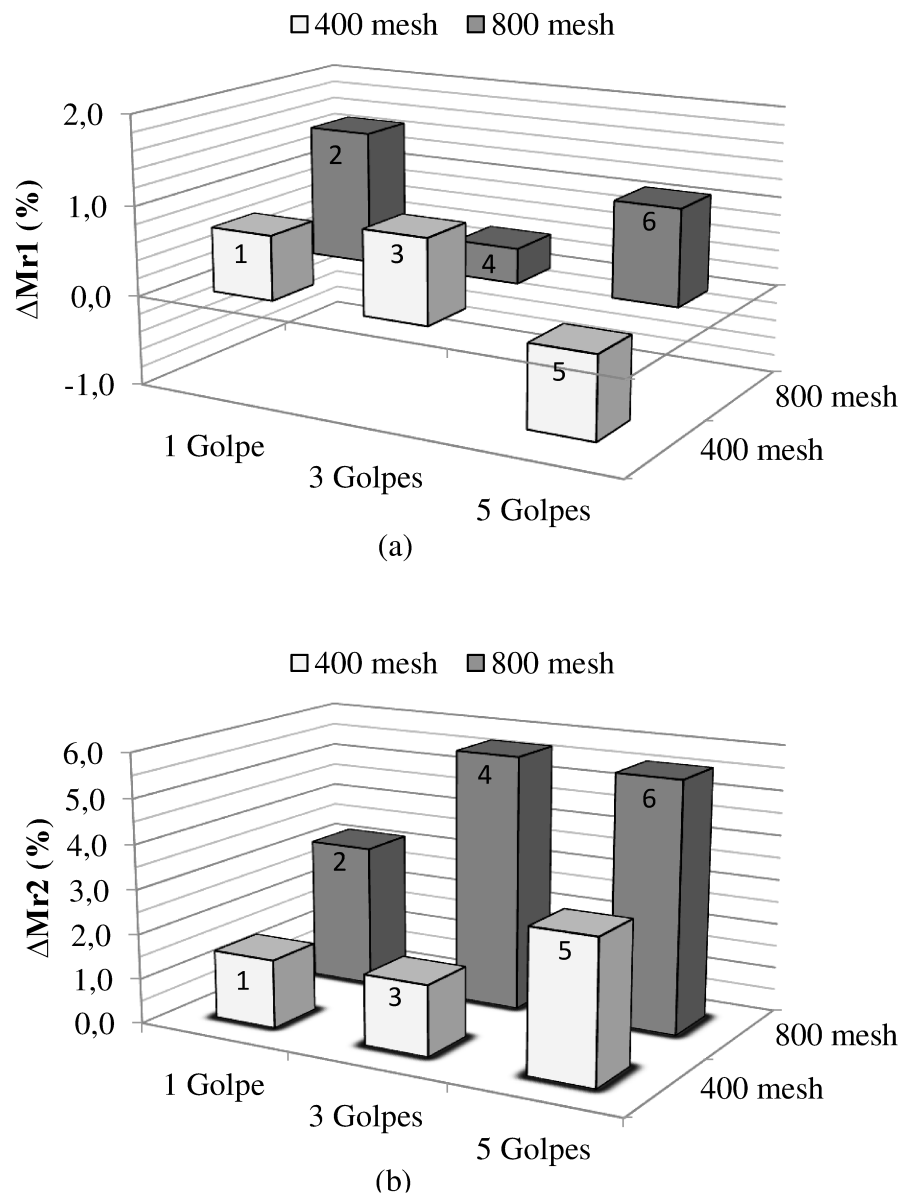 400 mesh 800 mesh
2,0
1,0
0,0
-1,0
ΔMr1 (%)
2
1
3
4
6
5
800 mesh
400 mesh
1 Golpe
3 Golpes
5 Golpes
(a)
400 mesh 800 mesh
6,0
5,0
4,0
3,0
2,0
1,0
0,0
ΔMr2 (%)
4
6
2
5
1
3
800 mesh
400 mesh
1 Golpe
3 Golpes
5 Golpes
(b)